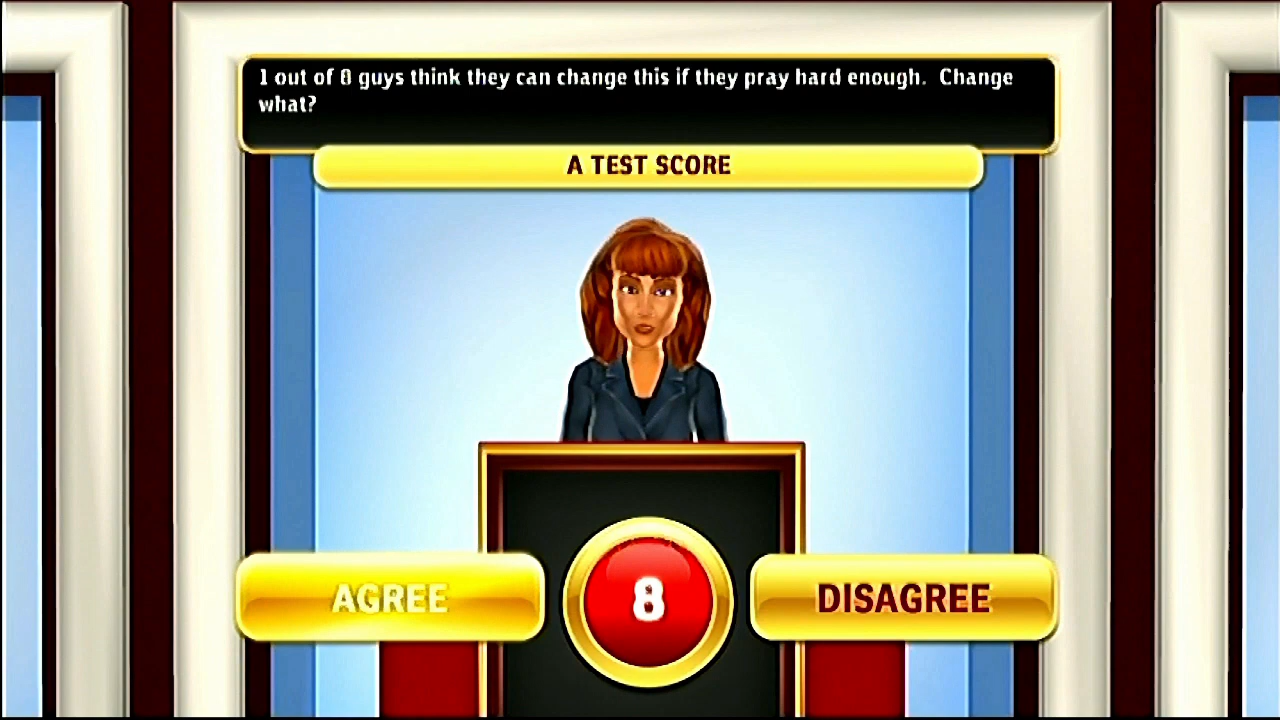 1 out of 8 guys think they can change this if they pray hard enough.  Change
what?
A TEST SCORE
AGREE
8
DISAGREE